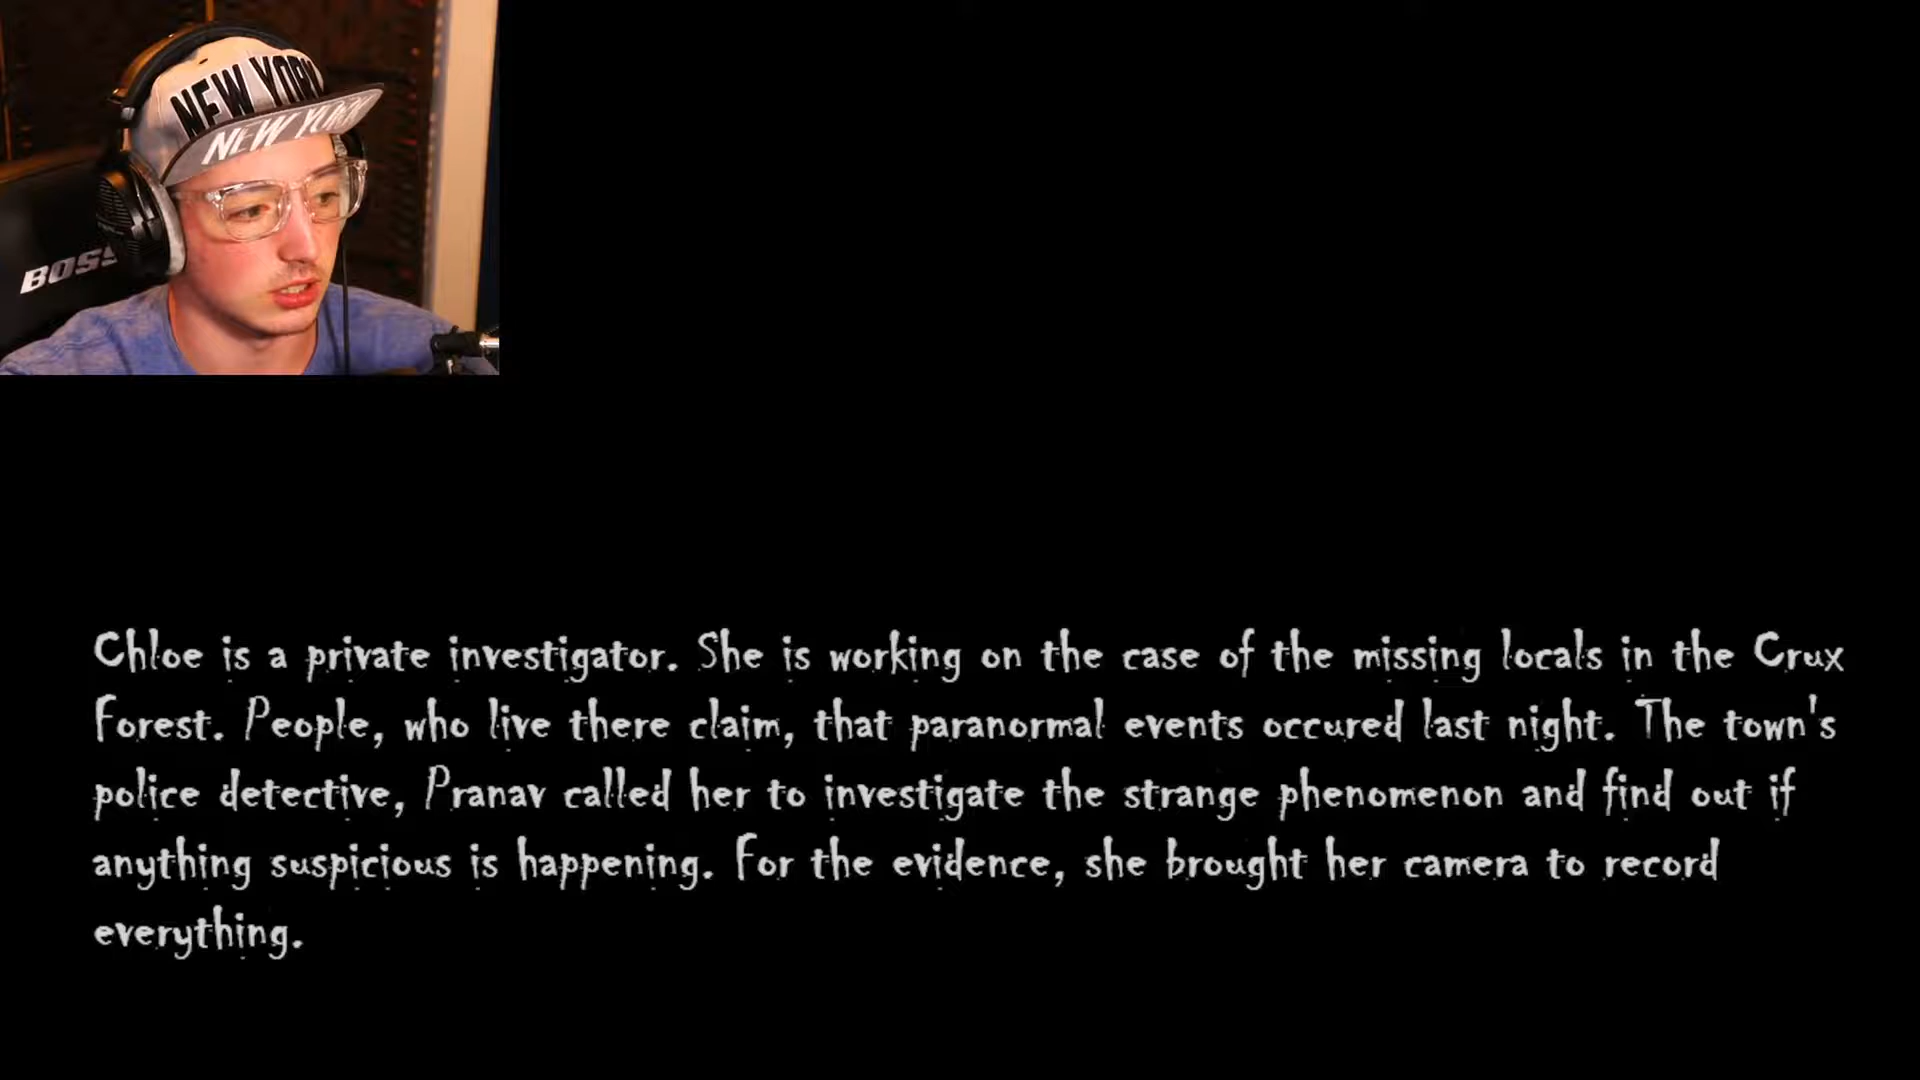 NEW YORK
NEW YORK
BOSS
Chloe is a private investigator. She is working on the case of the missing locals in the Crux
Forest. People, who live there claim, that paranormal events occured last night. The town's
police detective, Pranav called her to investigate the strange phenomenon and find out if
anything suspicious is happening. For the evidence, she brought her camera to record
everything.